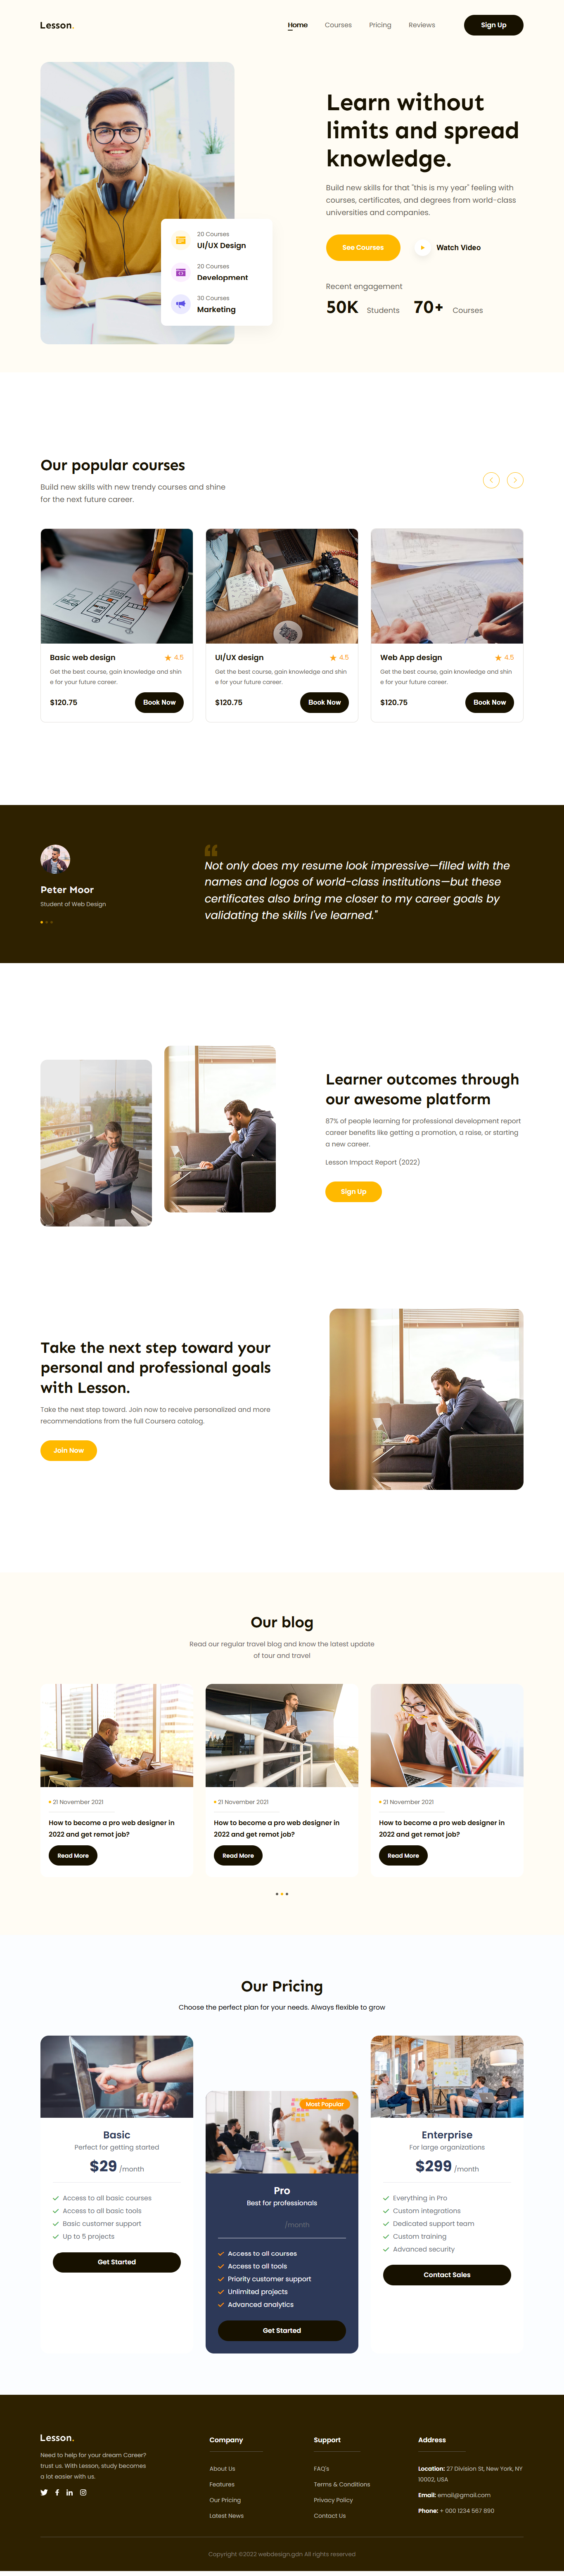 Lesson.
Home
Courses
Pricing
Reviews
Sign Up
20 Courses
UI/UX Design
20 Courses
Development
30 Courses
Marketing
Learn without
limits and spread
knowledge.
Build new skills for that "this is my year" feeling with
courses, certificates, and degrees from world-class
universities and companies.
See Courses
Watch Video
Recent engagement
50K Students 70+ Courses
Our popular courses
Build new skills with new trendy courses and shine
for the next future career.
Basic web design 4.5
Get the best course, gain knowledge and shin
e for your future career.
$120.75 Book Now
UI/UX design 4.5
Get the best course, gain knowledge and shin
e for your future career.
$120.75 Book Now
Web App design 4.5
Get the best course, gain knowledge and shin
e for your future career.
$120.75 Book Now
Peter Moor
Student of Web Design
“
Not only does my resume look impressive—filled with the
names and logos of world-class institutions—but these
certificates also bring me closer to my career goals by
validating the skills I've learned."
Learner outcomes through
our awesome platform
87% of people learning for professional development report
career benefits like getting a promotion, a raise, or starting
a new career.
Lesson Impact Report (2022)
Sign Up
Take the next step toward your
personal and professional goals
with Lesson.
Take the next step toward. Join now to receive personalized and more
recommendations from the full Coursera catalog.
Join Now
Our blog
Read our regular travel blog and know the latest update
of tour and travel
21 November 2021
How to become a pro web designer in
2022 and get remot job?
Read More
21 November 2021
How to become a pro web designer in
2022 and get remot job?
Read More
21 November 2021
How to become a pro web designer in
2022 and get remot job?
Read More
Our Pricing
Choose the perfect plan for your needs. Always flexible to grow
Basic
Perfect for getting started
$29 /month
Access to all basic courses
Access to all basic tools
Basic customer support
Up to 5 projects
Get Started
Most Popular
Pro
Best for professionals
/month
Access to all courses
Access to all tools
Priority customer support
Unlimited projects
Advanced analytics
Get Started
Enterprise
For large organizations
$299 /month
Everything in Pro
Custom integrations
Dedicated support team
Custom training
Advanced security
Contact Sales
Lesson.
Need to help for your dream Career?
trust us. With Lesson, study becomes
a lot easier with us.
Company
About Us
Features
Our Pricing
Latest News
Support
FAQ's
Terms & Conditions
Privacy Policy
Contact Us
Address
Location: 27 Division St, New York, NY
10002, USA
Email: email@gmail.com
Phone: + 000 1234 567 890
Copyright ©2022 webdesign.gdn All rights reserved